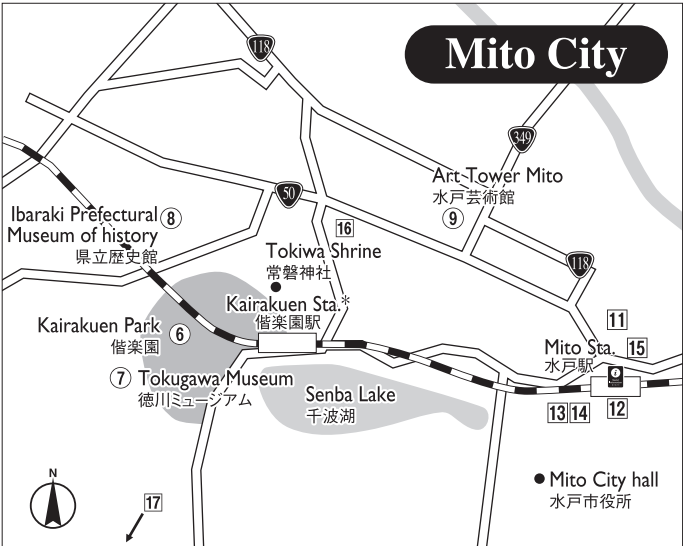 Mito City
118
349
Art Tower Mito
水戸芸術館
9
50
Ibaraki Prefectural
Museum of history
県立歴史館
8
16
Tokiwa Shrine
常磐神社
118
Kairakuen Sta.*
偕楽園駅
11
Kairakuen Park
偕楽園
6
Mito Sta.
水戸駅
15
7
Tokugawa Museum
徳川ミュージアム
Senba Lake
千波湖
i
13
14
12
Mito City hall
水戸市役所
N
17